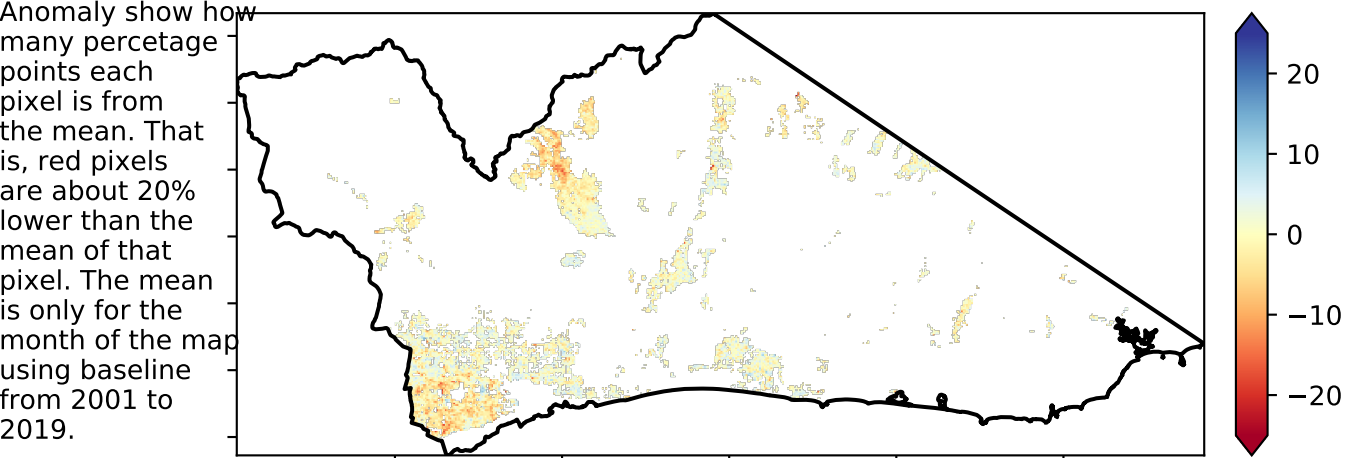 Anomaly show how
many percetage
points each
pixel is from
the mean. That
is, red pixels
are about 20%
lower than the
mean of that
pixel. The mean
is only for the
month of the map
using baseline
from 2001 to
2019.
20
10
0
−10
−20